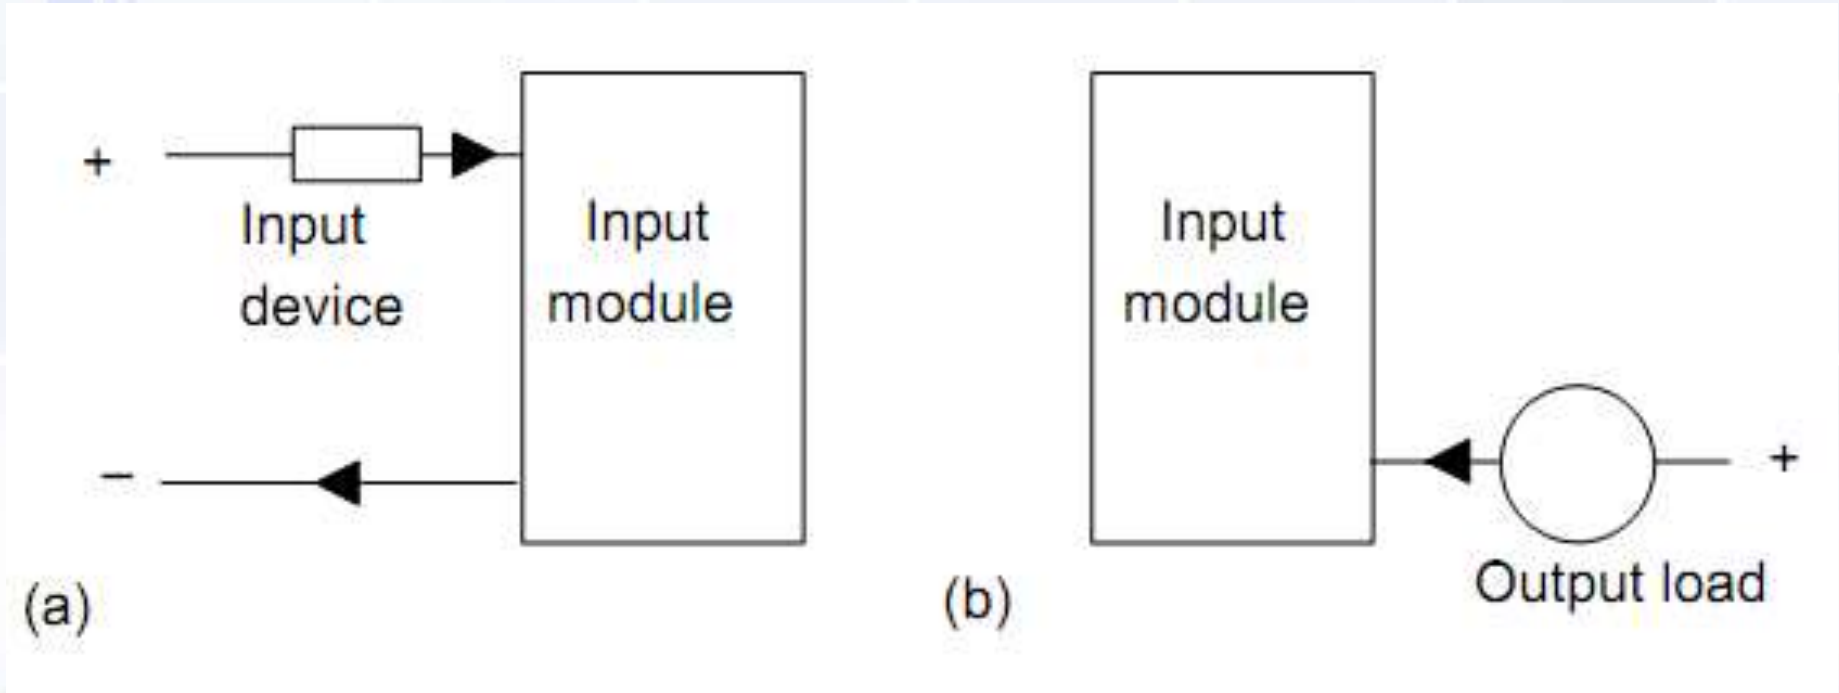 +
Input
device
Input
module
–
(a)
Input
module
+
Output load
(b)